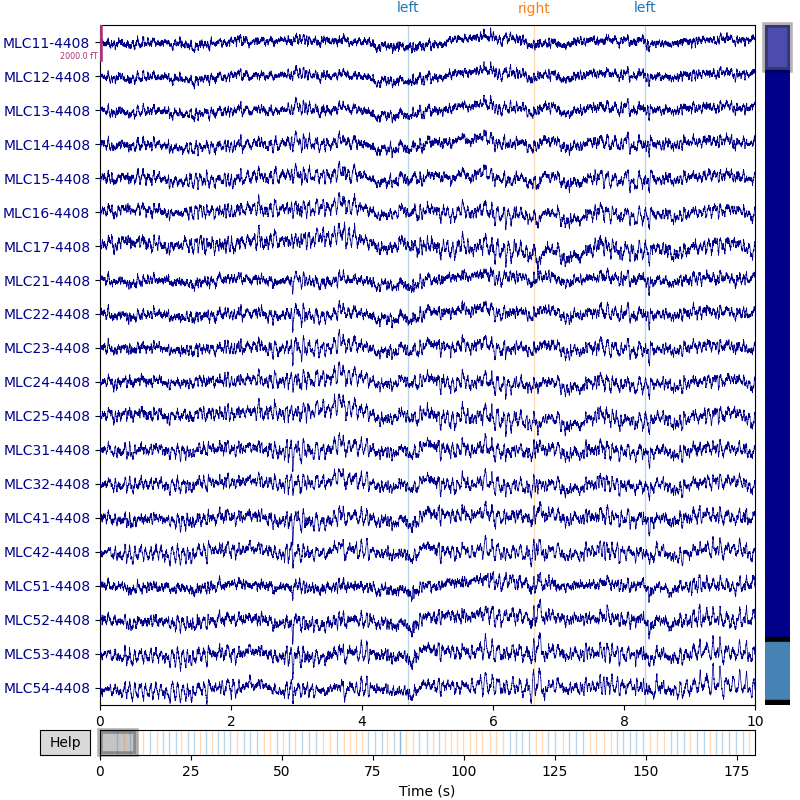 left right left
MLC11-4408
2000.0 fT
MLC12-4408
MLC13-4408
MLC14-4408
MLC15-4408
MLC16-4408
MLC17-4408
MLC21-4408
MLC22-4408
MLC23-4408
MLC24-4408
MLC25-4408
MLC31-4408
MLC32-4408
MLC41-4408
MLC42-4408
MLC51-4408
MLC52-4408
MLC53-4408
MLC54-4408
0 2 4 6 8 10
Help
0 25 50 75 100 125 150 175
Time (s)